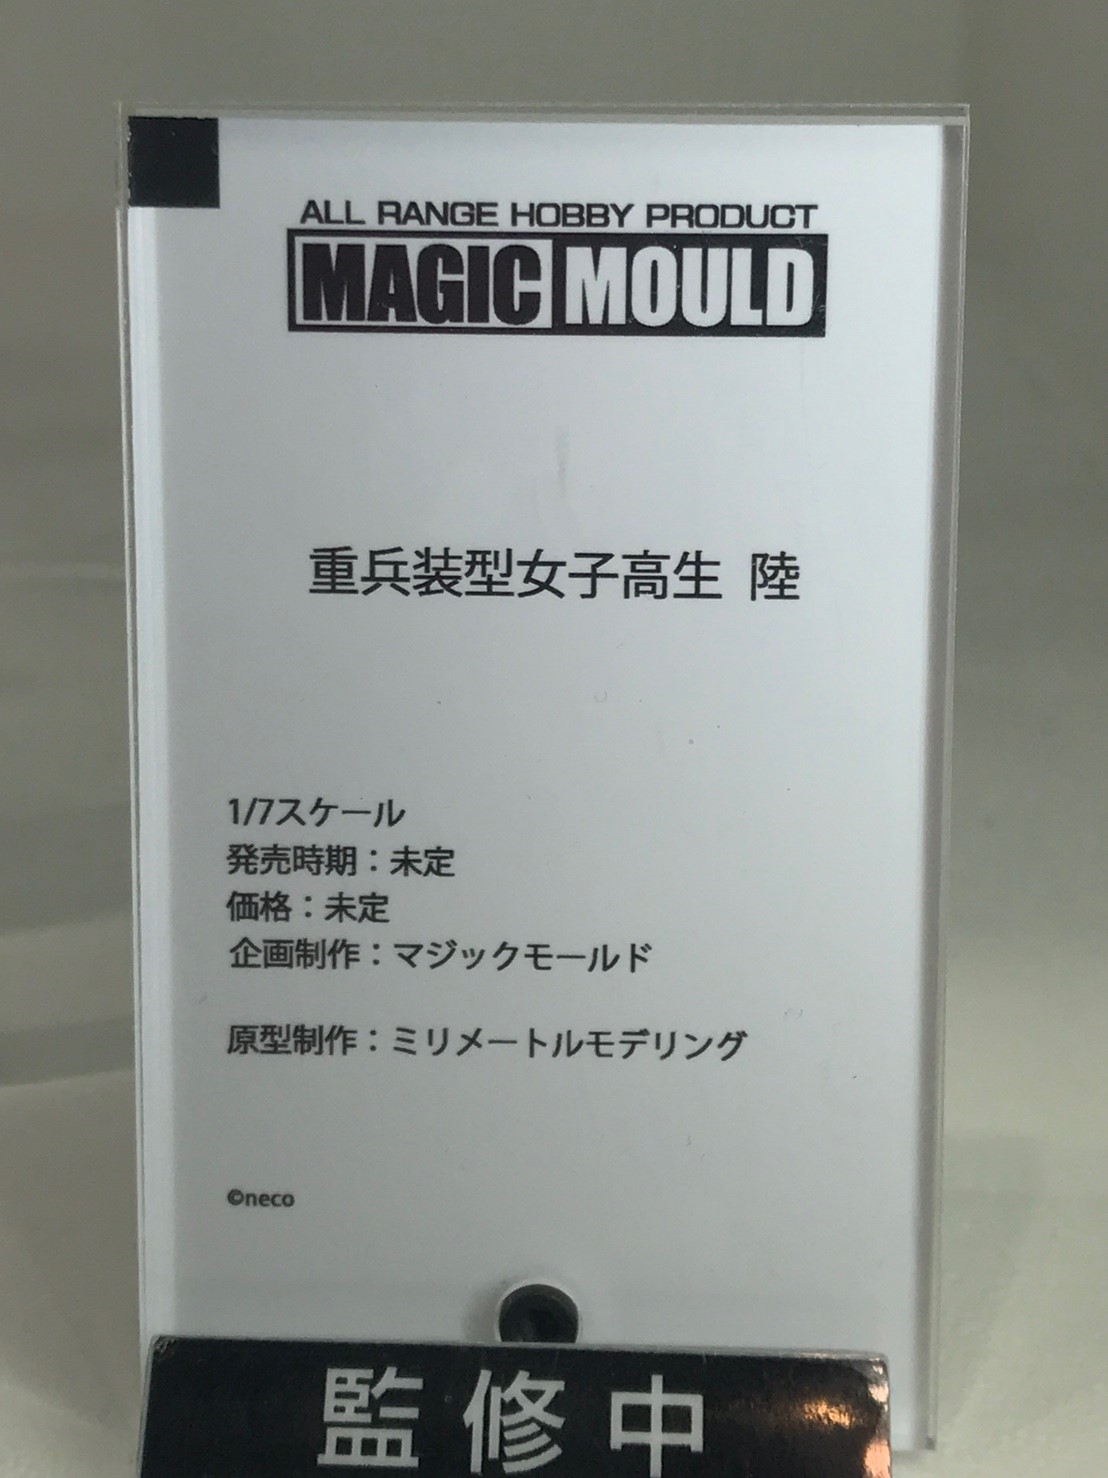 ALL RANGE HOBBY PRODUCT
MAGIC MOULD
重兵装型女子高生 陸
1/7スケール
発売時期：未定
価格：未定
企画制作：マジックモールド
原型制作：ミリメートルモデリング
©neco
監修中